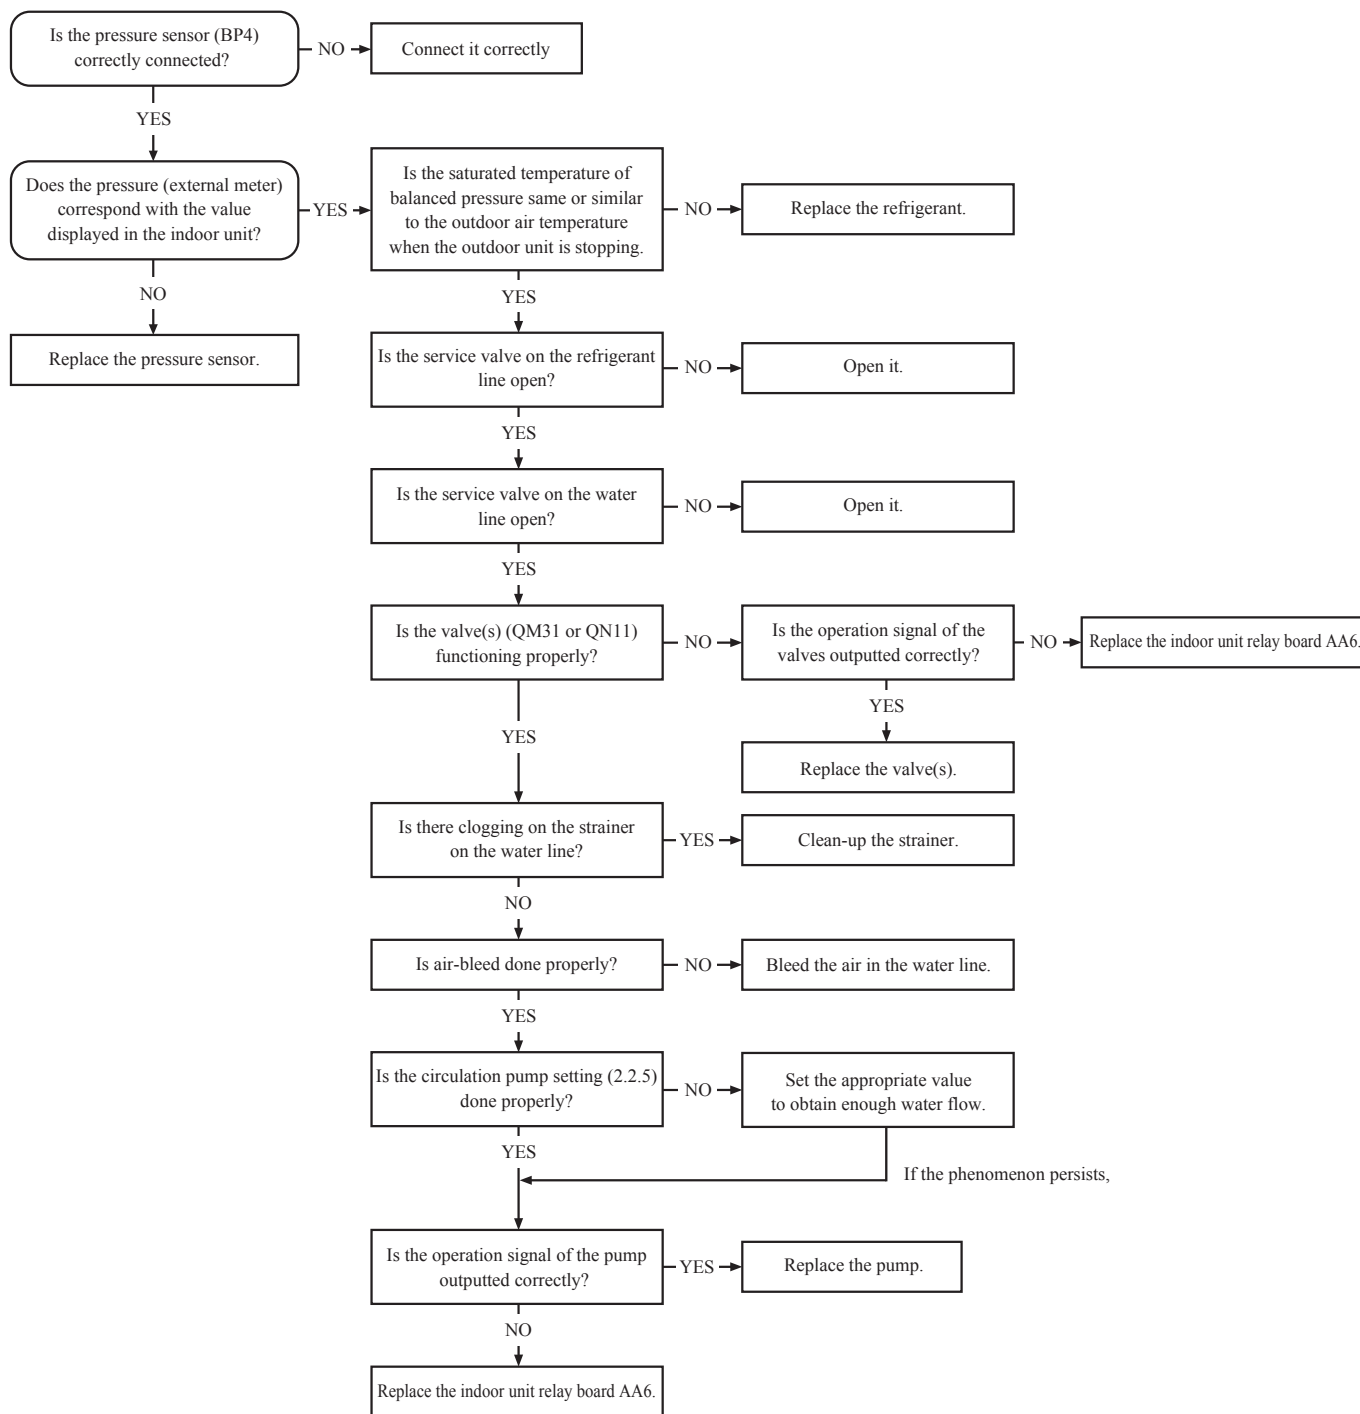 Is the pressure sensor (BP4)
correctly connected?
NO
Connect it correctly
YES
Does the pressure (external meter)
correspond with the value
displayed in the indoor unit?
YES
Is the saturated temperature of
balanced pressure same or similar
to the outdoor air temperature
when the outdoor unit is stopping.
NO
Replace the refrigerant.
NO
Replace the pressure sensor.
YES
Is the service valve on the refrigerant
line open?
NO
Open it.
YES
Is the service valve on the water
line open?
NO
Open it.
YES
Is the valve(s) (QM31 or QN11)
functioning properly?
NO
Is the operation signal of the
valves outputted correctly?
NO
Replace the indoor unit relay board AA6.
YES
Replace the valve(s).
YES
Is there clogging on the strainer
on the water line?
YES
Clean-up the strainer.
NO
Is air-bleed done properly?
NO
Bleed the air in the water line.
YES
Is the circulation pump setting (2.2.5)
done properly?
NO
Set the appropriate value
to obtain enough water flow.
YES
If the phenomenon persists,
Is the operation signal of the pump
outputted correctly?
YES
Replace the pump.
NO
Replace the indoor unit relay board AA6.